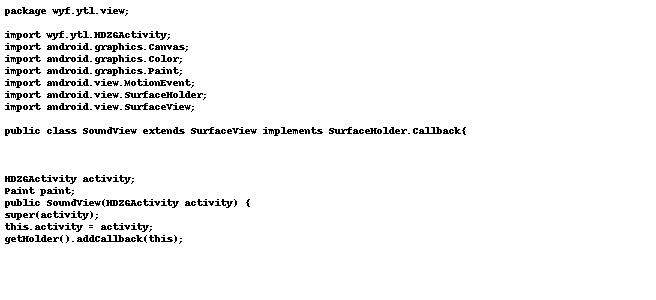 package wyf.ytl.view;
import wyf.ytl.HDZGActivity;
import android.graphics.Canvas;
import android.graphics.Color;
import android.graphics.Paint;
import android.view.MotionEvent;
import android.view.SurfaceHolder;
import android.view.SurfaceView;
public class SoundView extends SurfaceView implements SurfaceHolder.Callback{
HDZGActivity activity;
Paint paint;
public SoundView(HDZGActivity activity) {
super(activity);
this.activity = activity;
getHolder().addCallback(this);